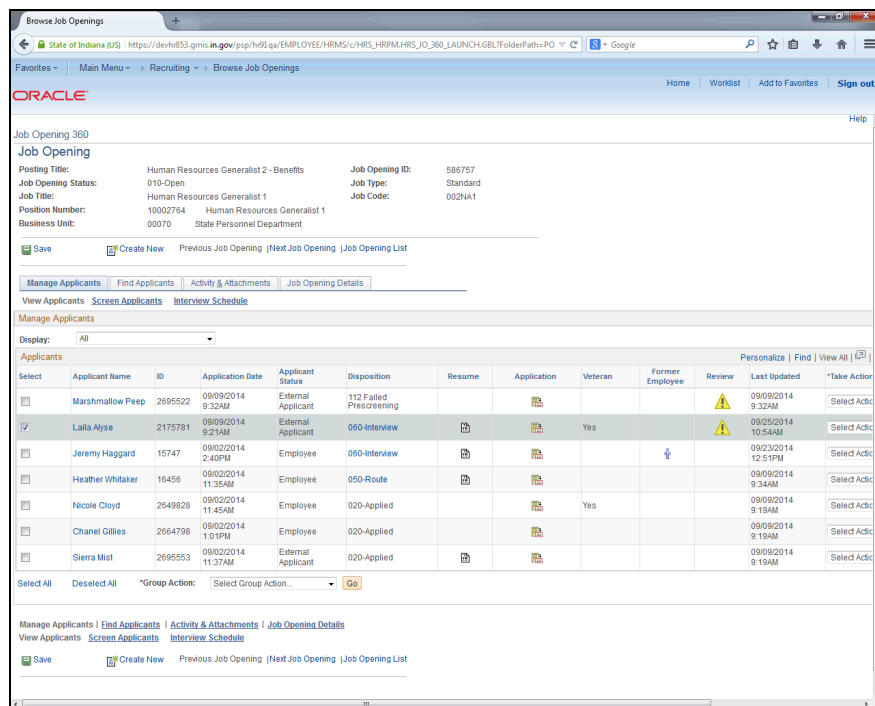 Browse Job Openings
State of Indiana (US) https://devhr853.gmis.in.gov/psp/hr91qa/EMPLOYEE/HRMS/c/HRS_HRPM.HRS_JO_360_LAUNCH.GBL?FolderPath=PO Google
Favorites Main Menu > Recruiting > Browse Job Openings
Home Worklist Add to Favorites Sign out
ORACLE
Help
Job Opening 360
Job Opening
Posting Title: Human Resources Generalist 2 - Benefits Job Opening ID: 586757
Job Opening Status: 010-Open Job Type: Standard
Job Title: Human Resources Generalist 1 Job Code: 002NA1
Position Number: 10002764 Human Resources Generalist 1
Business Unit: 00070 State Personnel Department
Save Create New Previous Job Opening | Next Job Opening | Job Opening List
Manage Applicants Find Applicants Activity & Attachments Job Opening Details
View Applicants Screen Applicants Interview Schedule
Manage Applicants
Display: All
Applicants Personalize | Find | View All |
Select Applicant Name ID Application Date Applicant Status Disposition Resume Application Veteran Former Employee Review Last Updated *Take Action
Marshmallow Peep 2695522 09/09/2014 9:32AM External Applicant 112 Failed Prescreening 09/09/2014 9:32AM Select Actic
Laila Alyse 2175781 09/09/2014 9:21AM External Applicant 060-Interview Yes 09/25/2014 10:54AM Select Actic
Jeremy Haggard 15747 09/02/2014 2:40PM Employee 060-Interview 09/23/2014 12:51PM Select Actic
Heather Whitaker 16456 09/02/2014 11:35AM Employee 050-Route 09/09/2014 9:34AM Select Actic
Nicole Cloyd 2649828 09/02/2014 11:45AM Employee 020-Applied Yes 09/09/2014 9:19AM Select Actic
Chanel Gillies 2664798 09/02/2014 1:01PM Employee 020-Applied 09/09/2014 9:19AM Select Actic
Sierra Mist 2695553 09/02/2014 11:37AM External Applicant 020-Applied 09/09/2014 9:19AM Select Actic
Select All Deselect All *Group Action: Select Group Action... Go
Manage Applicants | Find Applicants | Activity & Attachments | Job Opening Details
View Applicants Screen Applicants Interview Schedule
Save Create New Previous Job Opening | Next Job Opening | Job Opening List